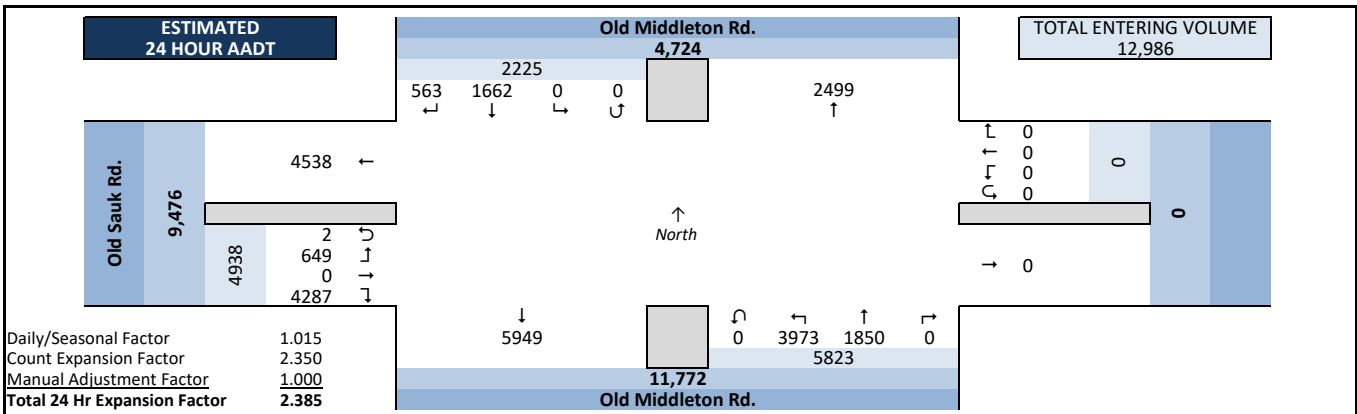 ESTIMATED
24 HOUR AADT
Old Middleton Rd.
4,724
TOTAL ENTERING VOLUME
12,986
2225
563 1662 0 0
↵ ↓ ↳ ⮍
2499
↑
Old Sauk Rd.
9,476
4538 ←
4938
2 ⮌
649 ⮥
0 →
4287 ⮧
↑
North
↰ 0
← 0
↲ 0
⮎ 0
0
0
→ 0
↓
5949
⮏ ↰ ↑ ↱
0 3973 1850 0
5823
11,772
Old Middleton Rd.
Daily/Seasonal Factor 1.015
Count Expansion Factor 2.350
Manual Adjustment Factor 1.000
Total 24 Hr Expansion Factor 2.385